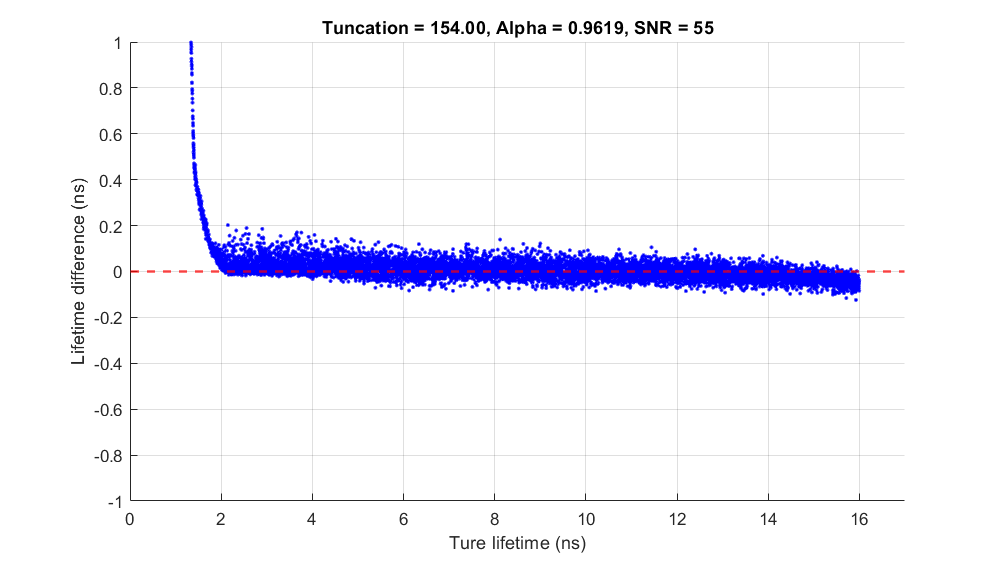 Tuncation = 154.00, Alpha = 0.9619, SNR = 55
1
0.8
0.6
0.4
0.2
0
-0.2
-0.4
-0.6
-0.8
-1
Lifetime difference (ns)
0 2 4 6 8 10 12 14 16
Ture lifetime (ns)